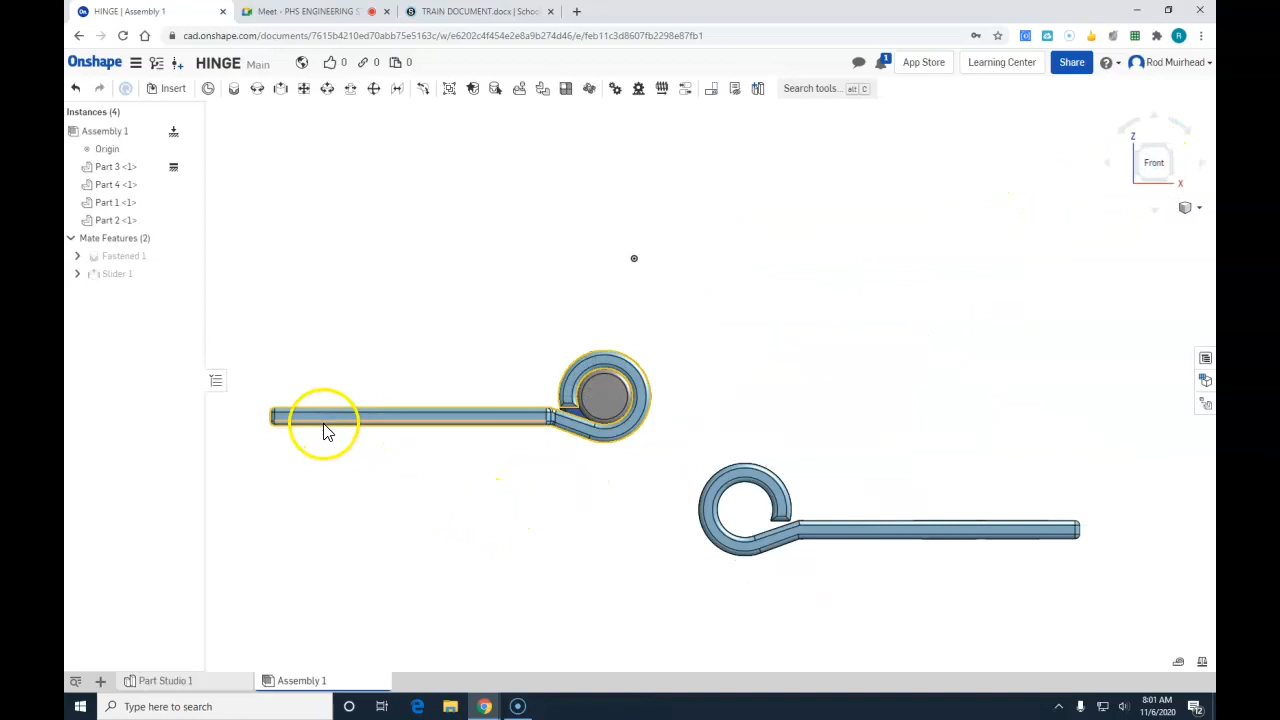 HINGE | Assembly 1
Meet - PHS ENGINEERING S
TRAIN DOCUMENT.docx | Schoo
cad.onshape.com/documents/7615b4210ed70abb75e5163c/w/e6202c4f454e2e8a9b274d46/e/feb11c3d8607fb2298e87fb1
R
Onshape
HINGE Main
0
0
0
1
App Store
Learning Center
Share
Rod Muirhead
Insert
Search tools...
alt
C
Instances (4)
Assembly 1
Origin
Part 3 <1>
Part 4 <1>
Part 1 <1>
Part 2 <1>
Mate Features (2)
Fastened 1
Slider 1
Z
Front
X
Part Studio 1
Assembly 1
Type here to search
8:01 AM
11/6/2020